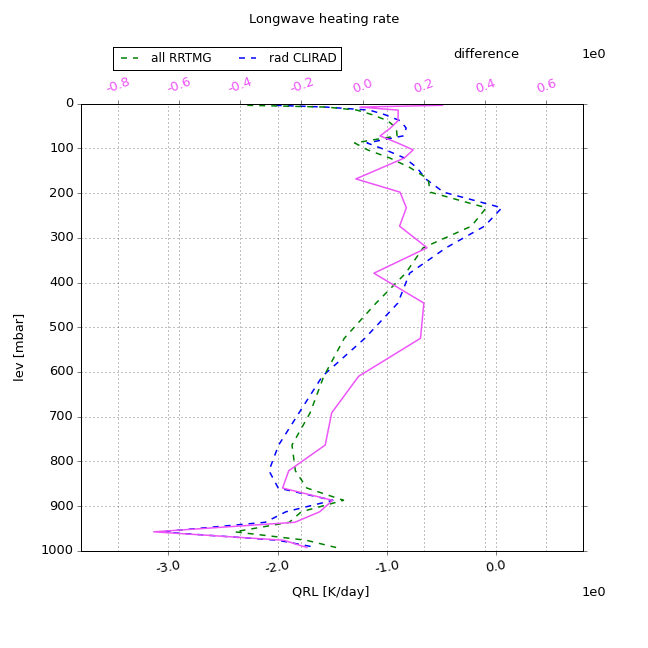 Longwave heating rate
all RRTMG rad CLIRAD difference 1e0
-0.8 -0.6 -0.4 -0.2 0.0 0.2 0.4 0.6
0
100
200
300
400
500
600
700
800
900
1000
lev [mbar]
-3.0 -2.0 -1.0 0.0
QRL [K/day] 1e0